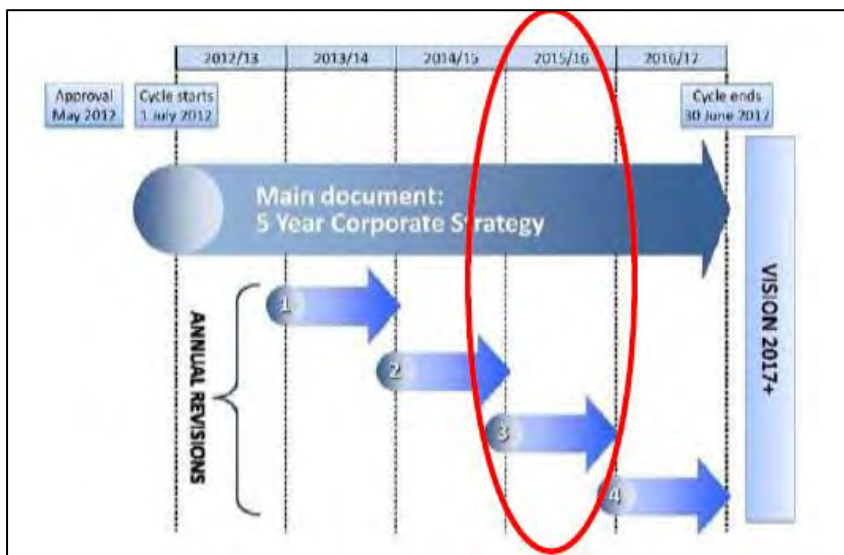 2012/13 2013/14 2014/15 2015/16 2016/17
Approval
May 2012
Cycle starts
1 July 2012
Cycle ends
30 June 2017
Main document:
5 Year Corporate Strategy
ANNUAL REVISIONS
1
2
3
4
VISION 2017+